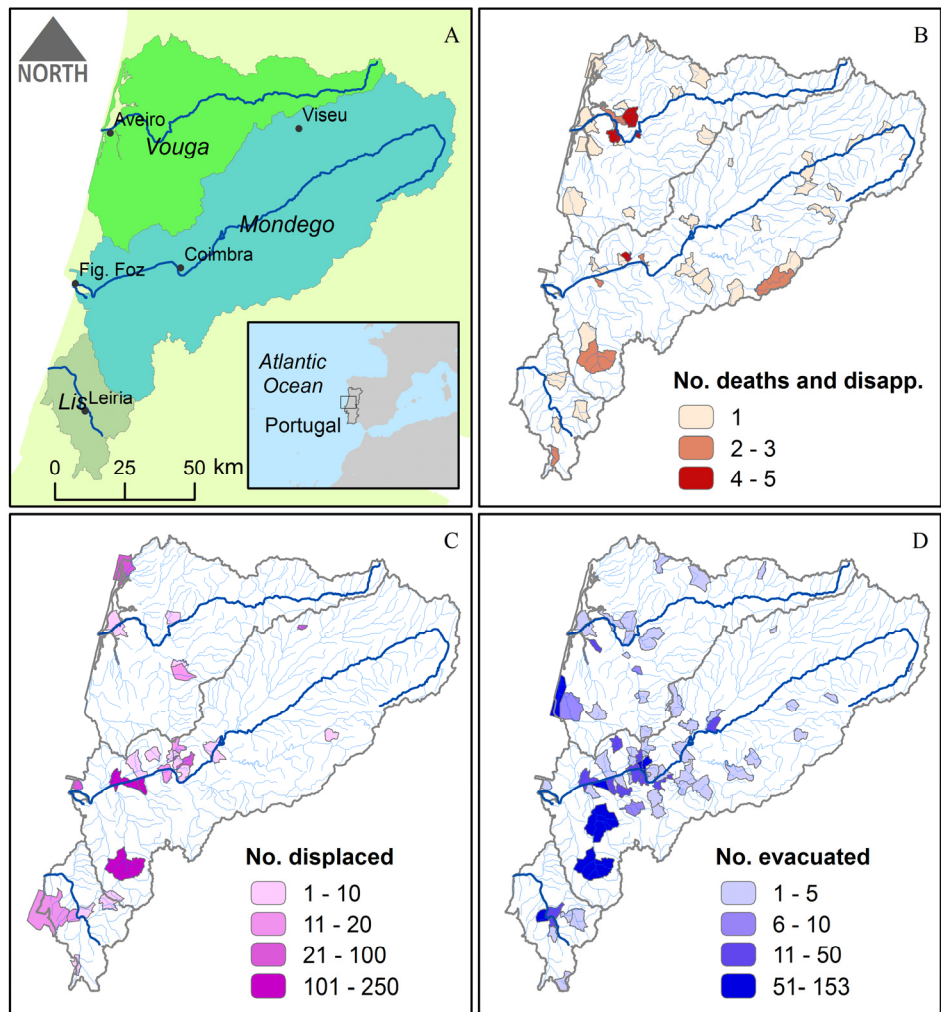 A
NORTH
Aveiro
Vouga
Viseu
Mondego
Coimbra
Fig. Foz
Lis
Leiria
0 25 50 km
Atlantic
Ocean
Portugal
B
No. deaths and disapp.
1
2 - 3
4 - 5
C
No. displaced
1 - 10
11 - 20
21 - 100
101 - 250
D
No. evacuated
1 - 5
6 - 10
11 - 50
51- 153